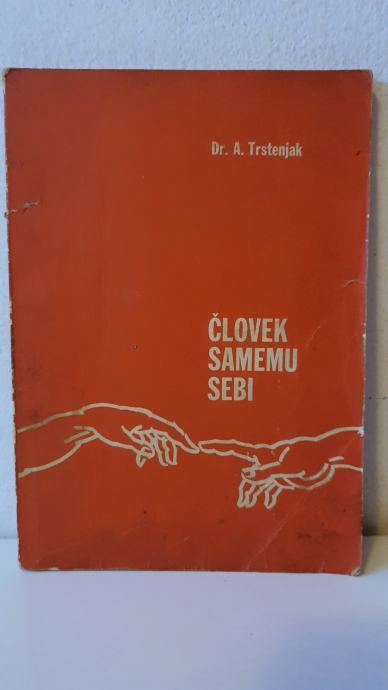 Dr. A. Trstenjak
ČLOVEK
SAMEMU
SEBI